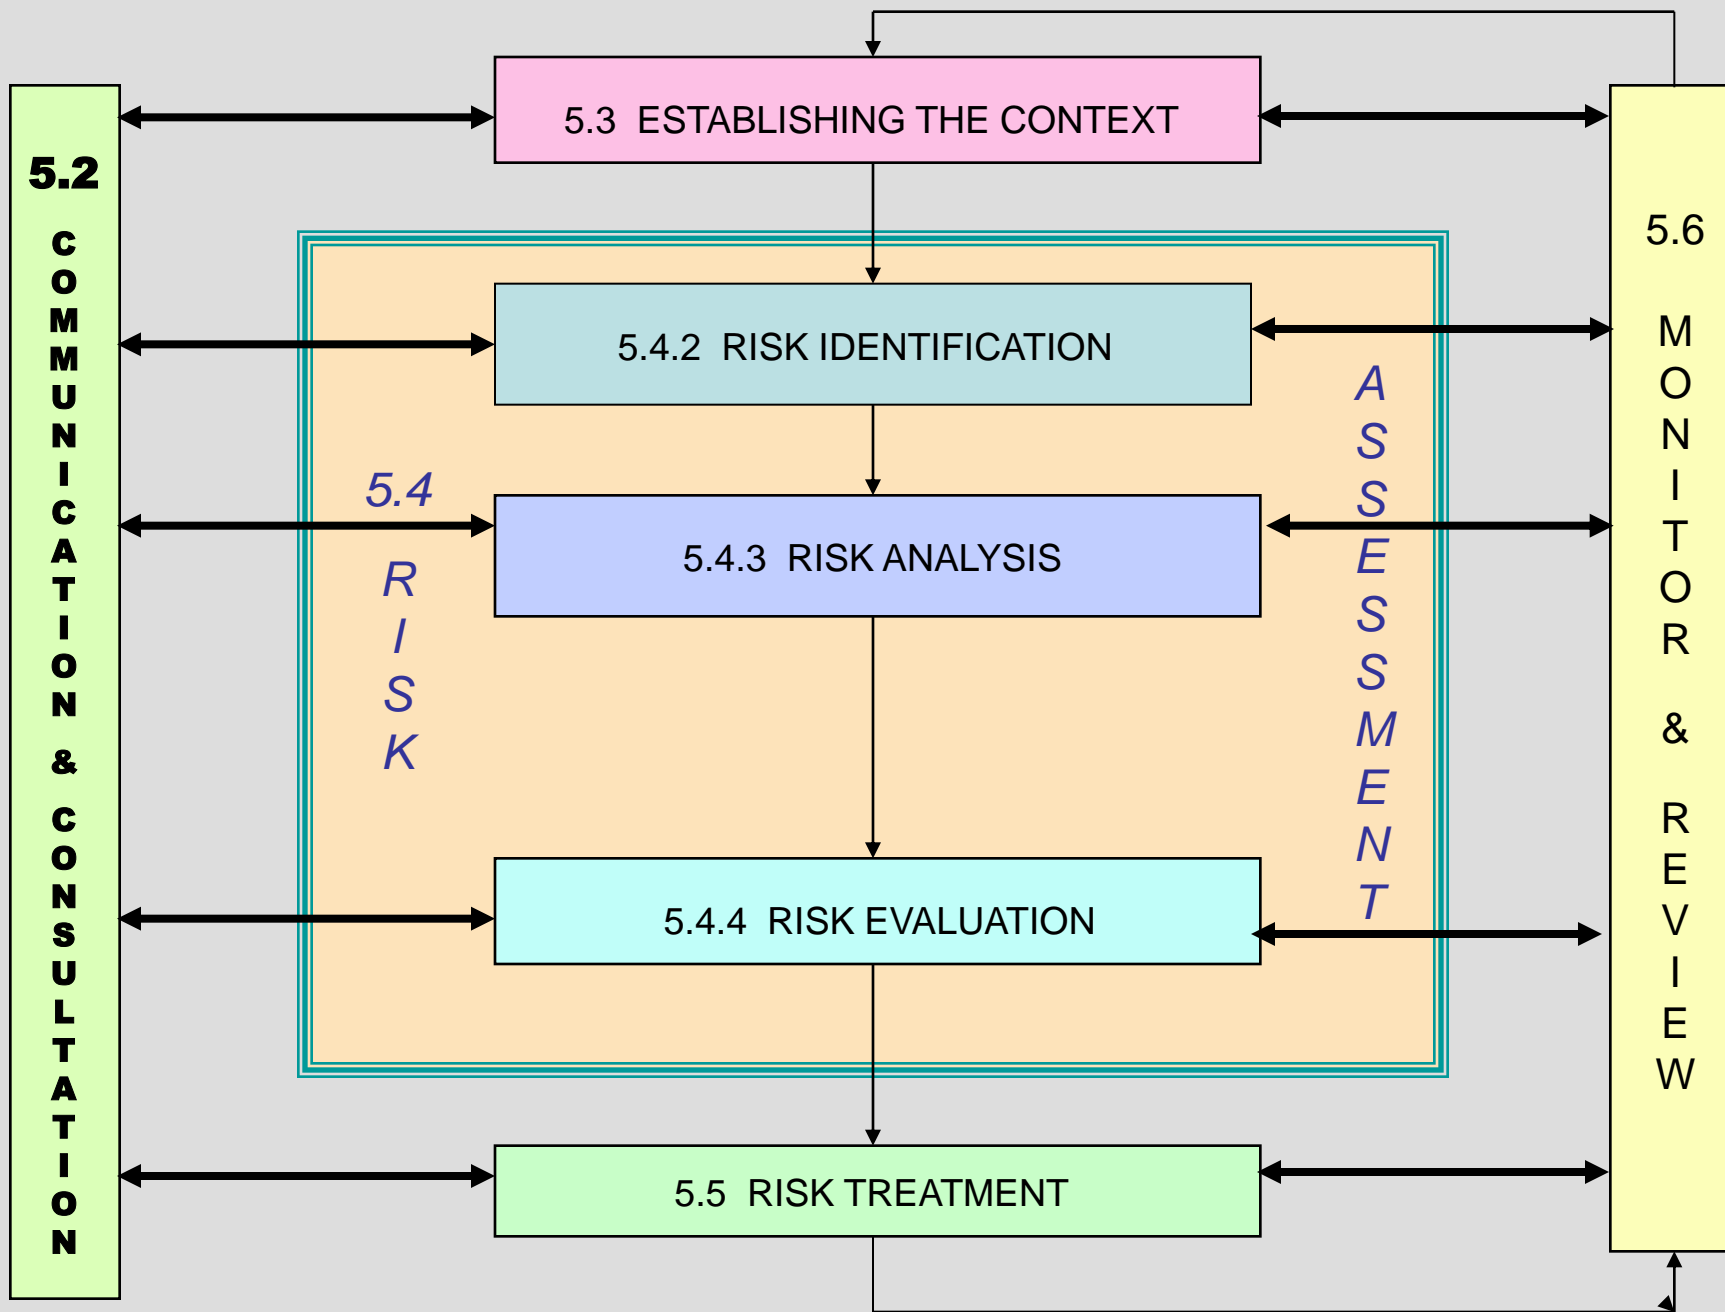 5.3 ESTABLISHING THE CONTEXT
5.2
COMMUNICATION & CONSULTATION
5.4.2 RISK IDENTIFICATION
5.4
RISK
ASSESSMENT
5.4.3 RISK ANALYSIS
5.4.4 RISK EVALUATION
5.5 RISK TREATMENT
5.6
MONITOR & REVIEW